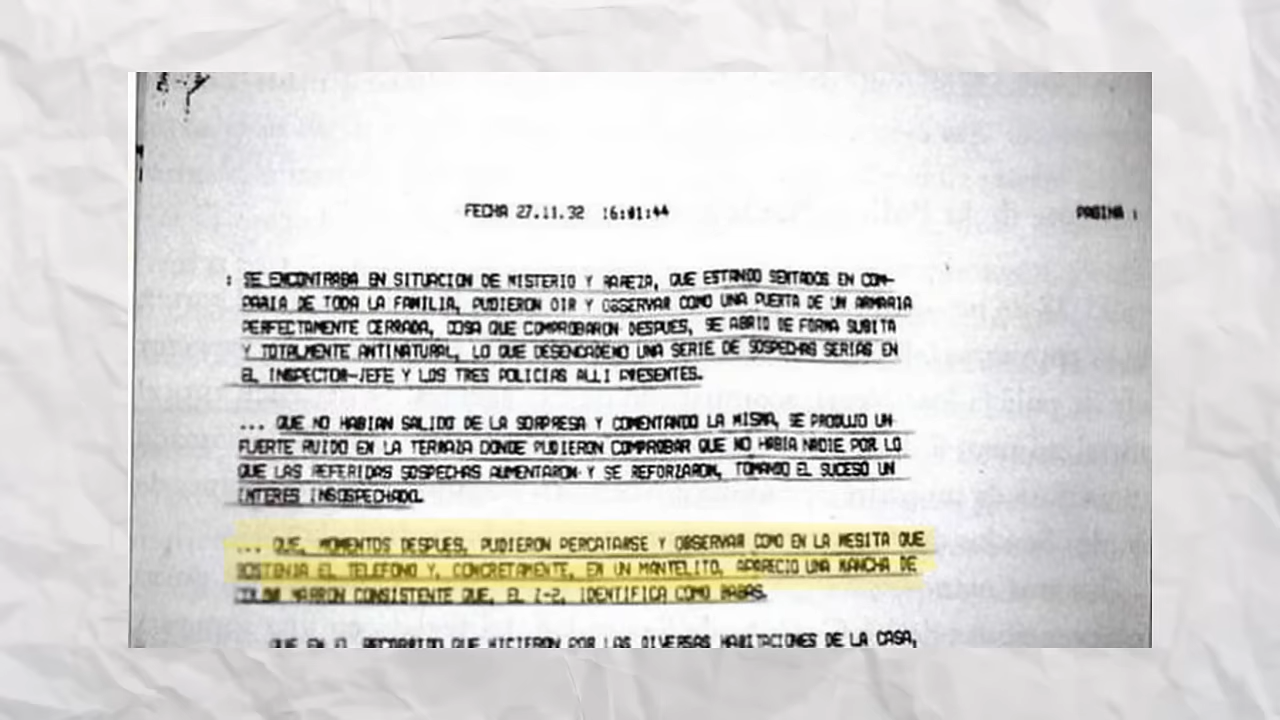 FECHA 27.11.92 16:01:44 PAGINA :
: SE ENCONTRABA EN SITUACION DE MISTERIO Y RAREZA, QUE ESTANDO SENTADOS EN COM-
PAÑIA DE TODA LA FAMILIA, PUDIERON OIR Y OBSERVAR COMO UNA PUERTA DE UN ARMARIO
PERFECTAMENTE CERRADA, COSA QUE COMPROBARON DESPUES, SE ABRIO DE FORMA SUBITA
Y TOTALMENTE ANTINATURAL, LO QUE DESENCADENO UNA SERIE DE SOSPECHAS SERIAS EN
EL INSPECTOR-JEFE Y LOS TRES POLICIAS ALLI PRESENTES.
... QUE NO HABIAN SALIDO DE LA SORPRESA Y COMENTANDO LA MISMA, SE PRODUJO UN
FUERTE RUIDO EN LA TERRAZA DONDE PUDIERON COMPROBAR QUE NO HABIA NADIE POR LO
QUE LAS REFERIDAS SOSPECHAS AUMENTARON Y SE REFORZARON, TOMANDO EL SUCESO UN
INTERES INSOSPECHADO.
... QUE, MOMENTOS DESPUES, PUDIERON PERCATARSE Y OBSERVAR COMO EN LA MESITA QUE
SOSTENIA EL TELEFONO Y, CONCRETAMENTE, EN UN MANTELITO, APARECIO UNA MANCHA DE
COLOR MARRON CONSISTENTE QUE, EL Z-2, IDENTIFICA COMO BABAS.
QUE EN EL RECORRIDO QUE HICIERON POR LAS DIVERSAS HABITACIONES DE LA CASA,